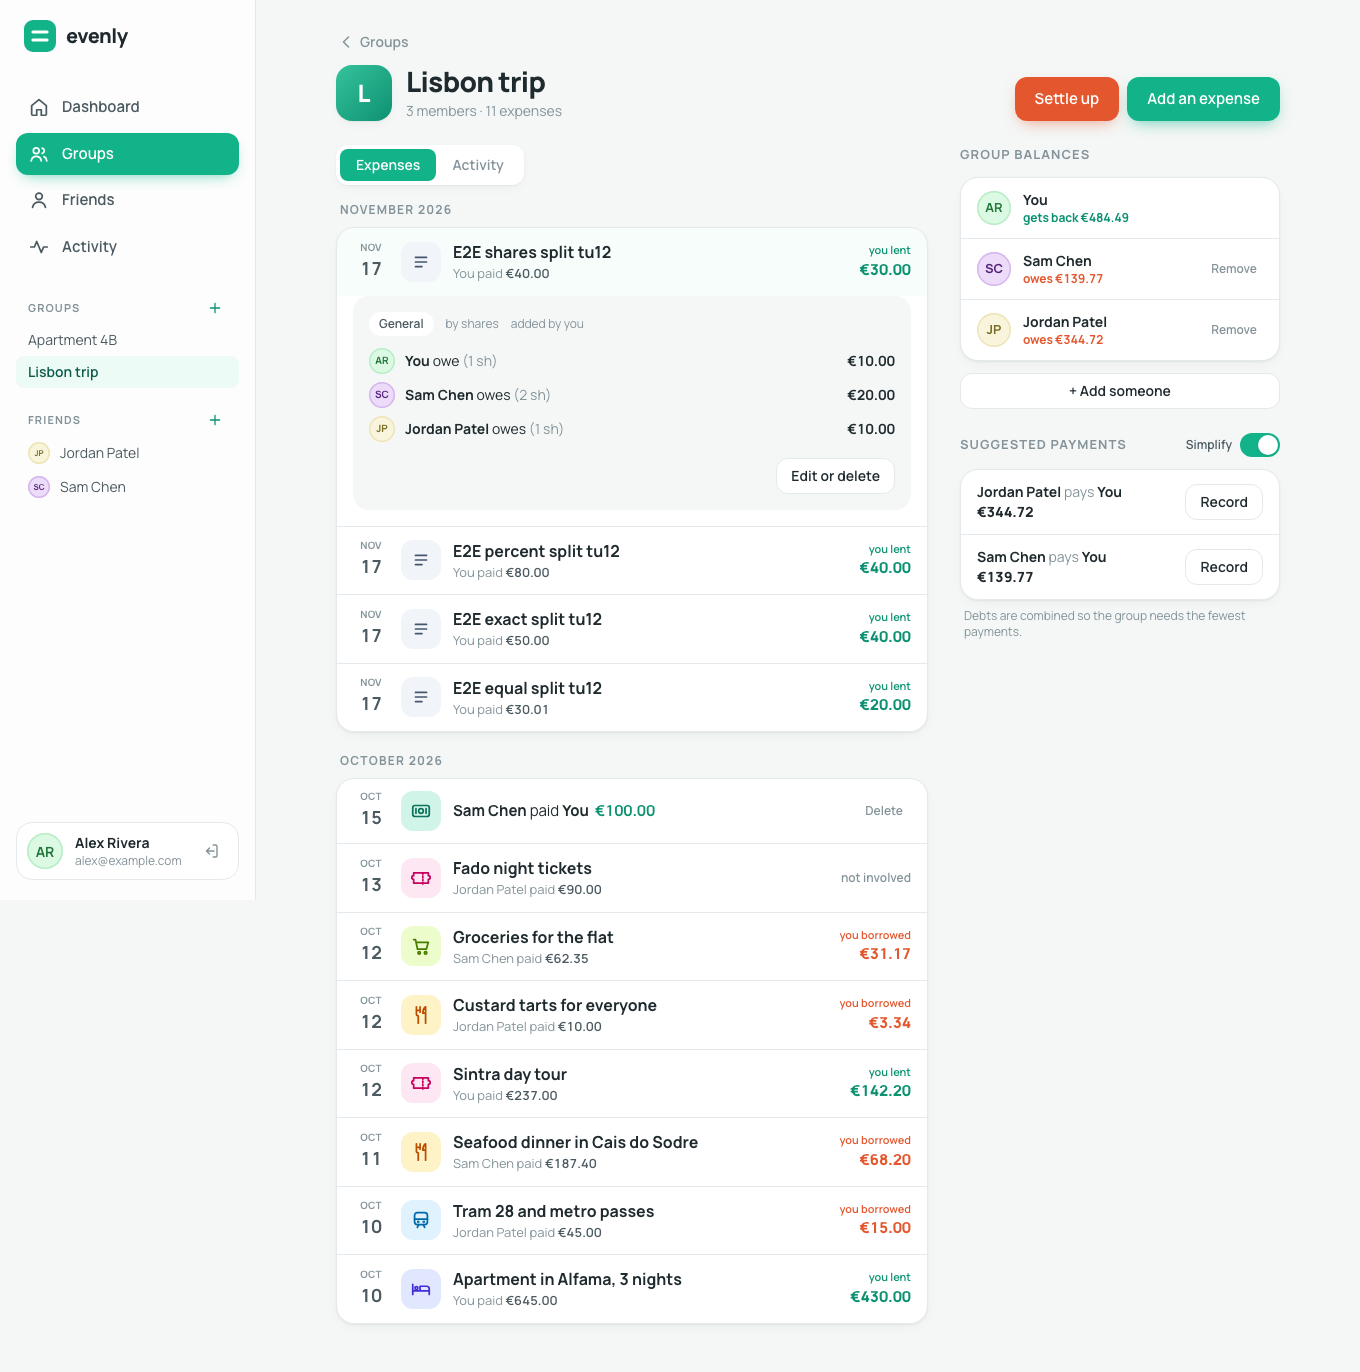 evenly
Dashboard
Groups
Friends
Activity
GROUPS
Apartment 4B
Lisbon trip
FRIENDS
JP Jordan Patel
SC Sam Chen
AR Alex Rivera
alex@example.com
Groups
L Lisbon trip
3 members · 11 expenses
Settle up Add an expense
Expenses Activity
NOVEMBER 2026
NOV 17 E2E shares split tu12 you lent
You paid €40.00 €30.00
General by shares added by you
AR You owe (1 sh) €10.00
SC Sam Chen owes (2 sh) €20.00
JP Jordan Patel owes (1 sh) €10.00
Edit or delete
NOV 17 E2E percent split tu12 you lent
You paid €80.00 €40.00
NOV 17 E2E exact split tu12 you lent
You paid €50.00 €40.00
NOV 17 E2E equal split tu12 you lent
You paid €30.01 €20.00
OCTOBER 2026
OCT 15 Sam Chen paid You €100.00 Delete
OCT 13 Fado night tickets not involved
Jordan Patel paid €90.00
OCT 12 Groceries for the flat you borrowed
Sam Chen paid €62.35 €31.17
OCT 12 Custard tarts for everyone you borrowed
Jordan Patel paid €10.00 €3.34
OCT 12 Sintra day tour you lent
You paid €237.00 €142.20
OCT 11 Seafood dinner in Cais do Sodre you borrowed
Sam Chen paid €187.40 €68.20
OCT 10 Tram 28 and metro passes you borrowed
Jordan Patel paid €45.00 €15.00
OCT 10 Apartment in Alfama, 3 nights you lent
You paid €645.00 €430.00
GROUP BALANCES
AR You
gets back €484.49
SC Sam Chen Remove
owes €139.77
JP Jordan Patel Remove
owes €344.72
+ Add someone
SUGGESTED PAYMENTS Simplify
Jordan Patel pays You Record
€344.72
Sam Chen pays You Record
€139.77
Debts are combined so the group needs the fewest
payments.